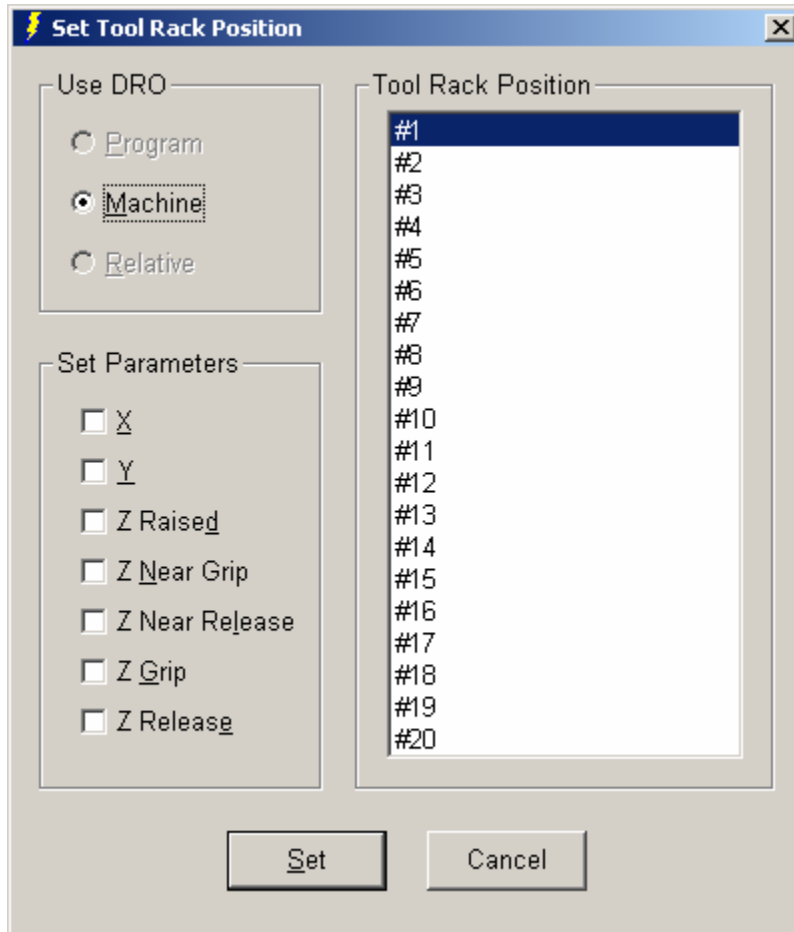 Set Tool Rack Position
Use DRO
Program
Machine
Relative
Set Parameters
X
Y
Z Raised
Z Near Grip
Z Near Release
Z Grip
Z Release
Tool Rack Position
#1
#2
#3
#4
#5
#6
#7
#8
#9
#10
#11
#12
#13
#14
#15
#16
#17
#18
#19
#20
Set
Cancel